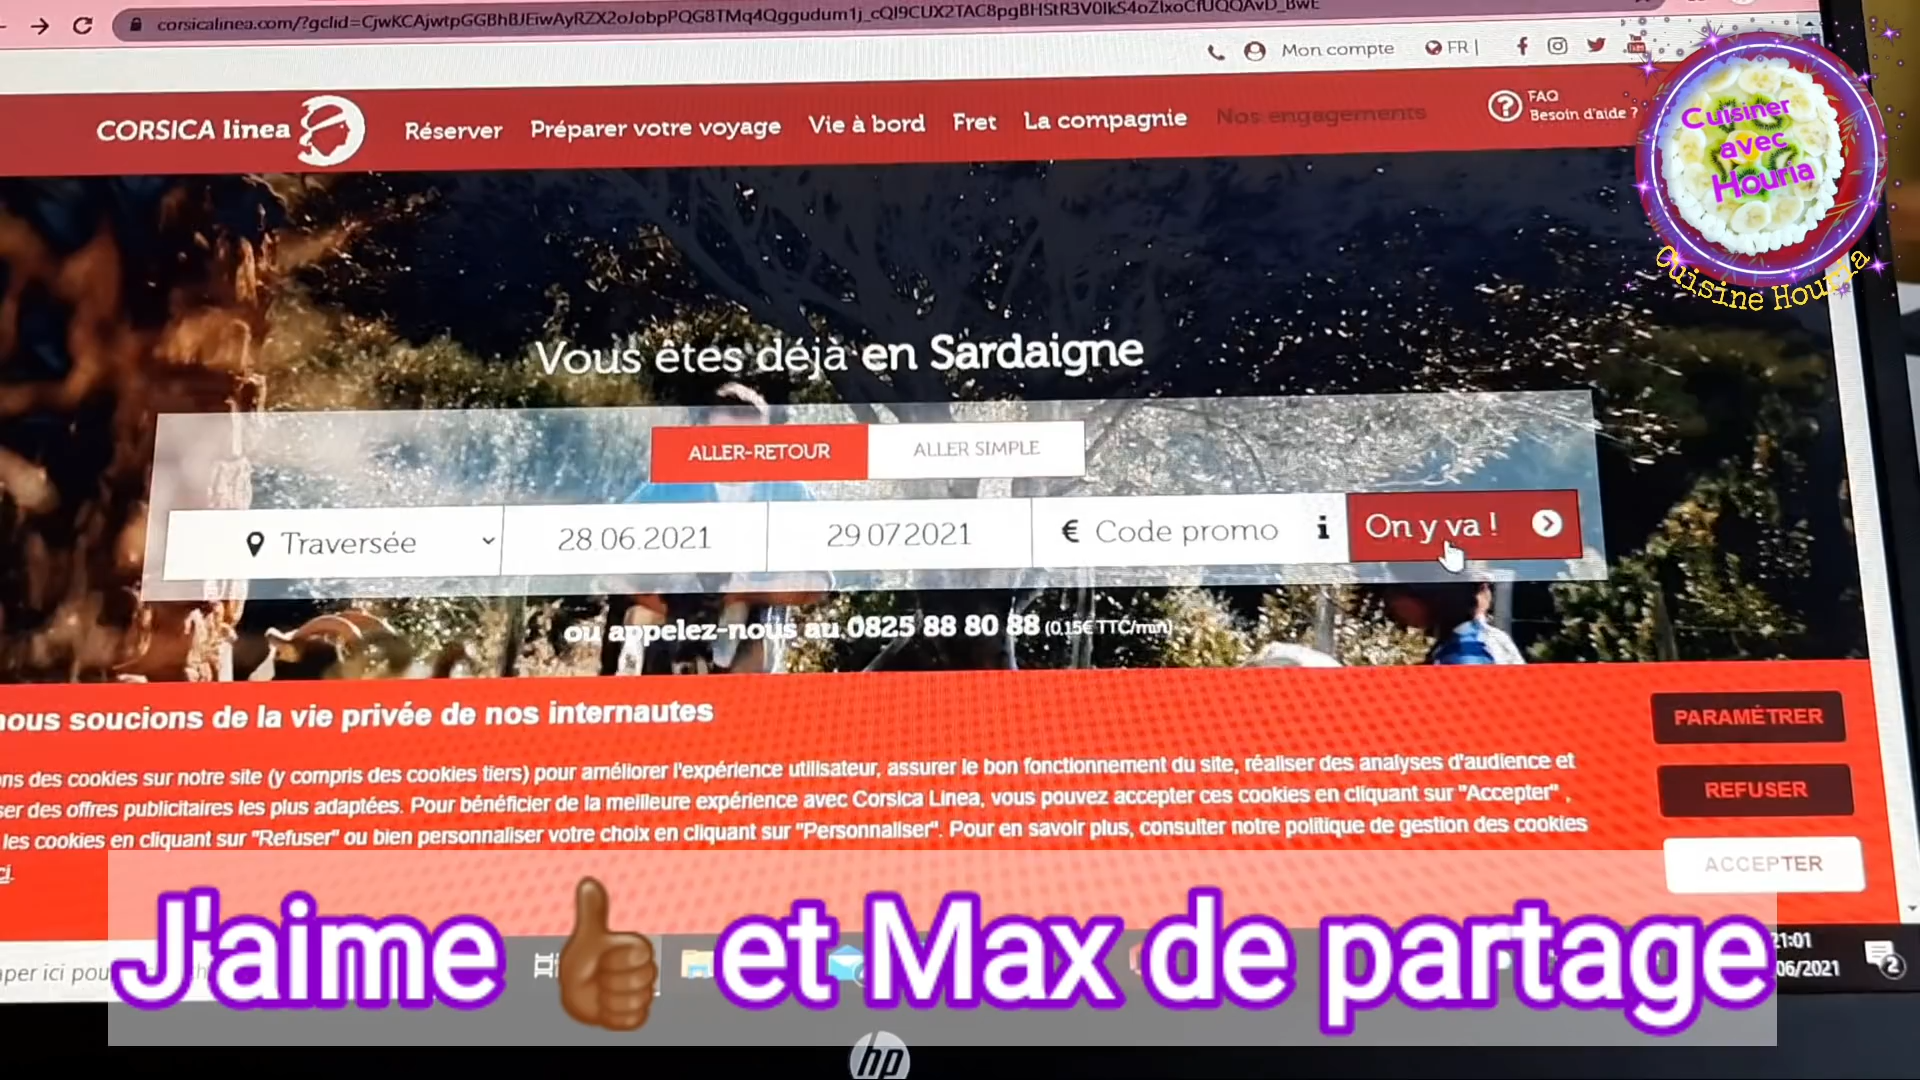 corsicalinea.com/?gclid=CjwKCAjwtpGGBhBJEiwAyRZX2oJobpPQG8TMq4Qggudum1j_cQI9CUX2TAC8pgBHStR3V0IkS4oZlxoCfUQQAvD_BwE
Mon compte FR |
CORSICA linea Réserver Préparer votre voyage Vie à bord Fret La compagnie Nos engagements
FAQ
Besoin d'aide ?
Cuisiner
avec
Houria
Cuisine Houria
Vous êtes déjà en Sardaigne
ALLER-RETOUR ALLER SIMPLE
Traversée 28.06.2021 29.07.2021 € Code promo i On y va !
ou appelez-nous au 0825 88 80 88 (0.15€ TTC/min)
nous soucions de la vie privée de nos internautes
ns des cookies sur notre site (y compris des cookies tiers) pour améliorer l'expérience utilisateur, assurer le bon fonctionnement du site, réaliser des analyses d'audience et
ser des offres publicitaires les plus adaptées. Pour bénéficier de la meilleure expérience avec Corsica Linea, vous pouvez accepter ces cookies en cliquant sur "Accepter" ,
les cookies en cliquant sur "Refuser" ou bien personnaliser votre choix en cliquant sur "Personnaliser". Pour en savoir plus, consulter notre politique de gestion des cookies
ci.
PARAMÉTRER
REFUSER
ACCEPTER
J'aime 👍🏾 et Max de partage
aper ici pou
21:01
06/2021
2
hp